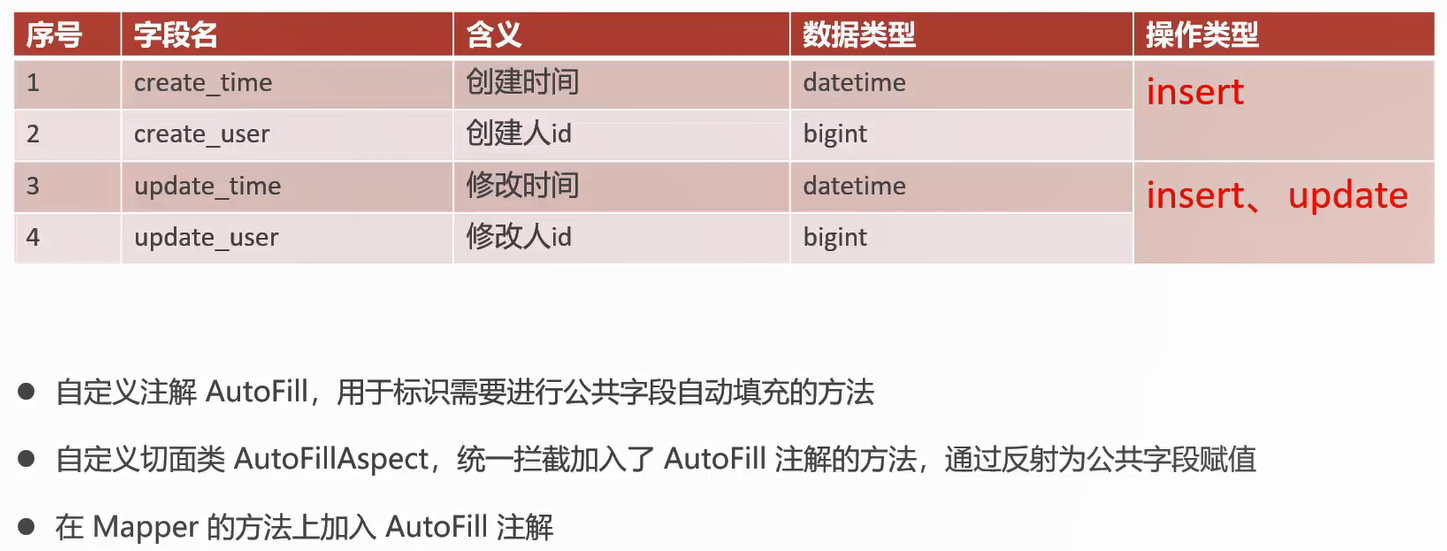 序号 字段名 含义 数据类型 操作类型
1 create_time 创建时间 datetime insert
2 create_user 创建人id bigint
3 update_time 修改时间 datetime insert、 update
4 update_user 修改人id bigint
● 自定义注解 AutoFill，用于标识需要进行公共字段自动填充的方法
● 自定义切面类 AutoFillAspect，统一拦截加入了 AutoFill 注解的方法，通过反射为公共字段赋值
● 在 Mapper 的方法上加入 AutoFill 注解